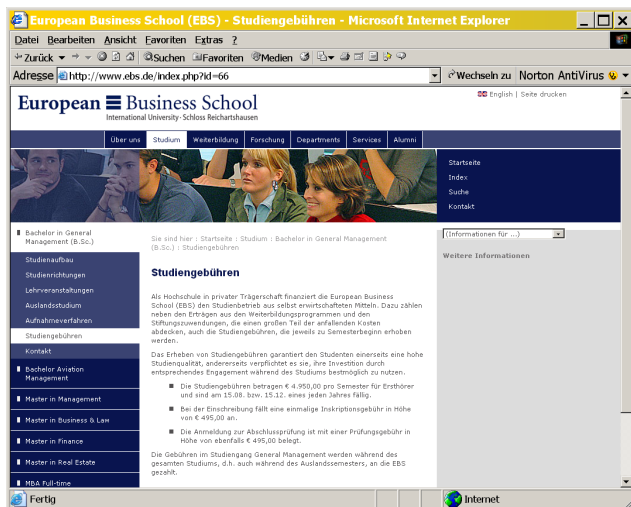 European Business School (EBS) - Studiengebühren - Microsoft Internet Explorer
Datei Bearbeiten Ansicht Favoriten Extras ?
Zurück Suchen Favoriten Medien
Adresse http://www.ebs.de/index.php?id=66 Wechseln zu Norton AntiVirus
English | Seite drucken
European Business School
International University · Schloss Reichartshausen
Über uns Studium Weiterbildung Forschung Departments Services Alumni
Startseite
Index
Suche
Kontakt
Bachelor in General
Management (B.Sc.)
Studienaufbau
Studienrichtungen
Lehrveranstaltungen
Auslandsstudium
Aufnahmeverfahren
Studiengebühren
Kontakt
Bachelor Aviation
Management
Master in Management
Master in Business & Law
Master in Finance
Master in Real Estate
MBA Full-time
Sie sind hier : Startseite : Studium : Bachelor in General Management
(B.Sc.) : Studiengebühren
Studiengebühren
Als Hochschule in privater Trägerschaft finanziert die European Business
School (EBS) den Studienbetrieb aus selbst erwirtschafteten Mitteln. Dazu zählen
neben den Erträgen aus den Weiterbildungsprogrammen und den
Stiftungszuwendungen, die einen großen Teil der anfallenden Kosten
abdecken, auch die Studiengebühren, die jeweils zu Semesterbeginn erhoben
werden.
Das Erheben von Studiengebühren garantiert den Studenten einerseits eine hohe
Studienqualität, andererseits verpflichtet es sie, ihre Investition durch
entsprechendes Engagement während des Studiums bestmöglich zu nutzen.
Die Studiengebühren betragen € 4.950,00 pro Semester für Ersthörer
und sind am 15.08. bzw. 15.12. eines jeden Jahres fällig.
Bei der Einschreibung fällt eine einmalige Inskriptionsgebühr in Höhe
von € 495,00 an.
Die Anmeldung zur Abschlussprüfung ist mit einer Prüfungsgebühr in
Höhe von ebenfalls € 495,00 belegt.
Die Gebühren im Studiengang General Management werden während des
gesamten Studiums, d.h. auch während des Auslandssemesters, an die EBS
gezahlt.
(Informationen für ...)
Weitere Informationen
Fertig Internet